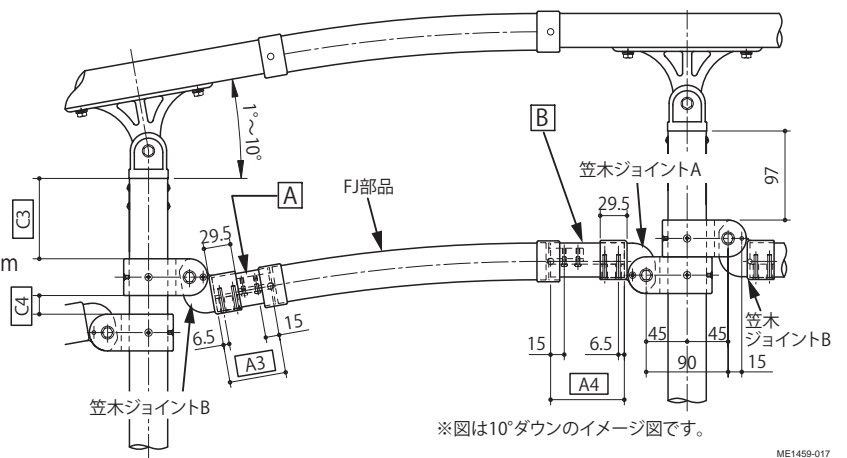 1°～10°
B
笠木ジョイントA
97
A
FJ部品
C3
29.5
29.5
m
C4
6.5
15
A3
15
6.5
A4
45
45
90
15
笠木
ジョイントB
笠木ジョイントB
※図は10°ダウンのイメージ図です。
ME1459-017